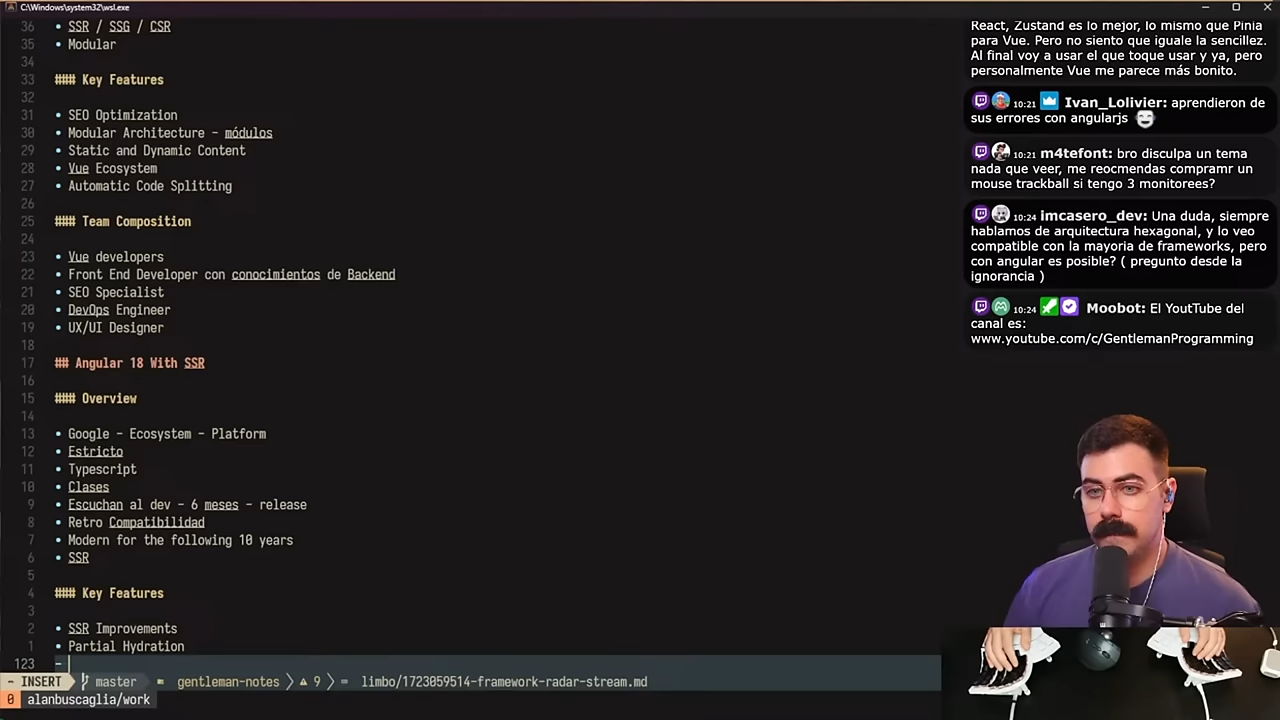 C:\Windows\system32\wsl.exe
36 • SSR / SSG / CSR
35 • Modular
34
33 #### Key Features
32
31 • SEO Optimization
30 • Modular Architecture - módulos
29 • Static and Dynamic Content
28 • Vue Ecosystem
27 • Automatic Code Splitting
26
25 #### Team Composition
24
23 • Vue developers
22 • Front End Developer con conocimientos de Backend
21 • SEO Specialist
20 • DevOps Engineer
19 • UX/UI Designer
18
17 ## Angular 18 With SSR
16
15 #### Overview
14
13 • Google - Ecosystem - Platform
12 • Estricto
11 • Typescript
10 • Clases
9 • Escuchan al dev - 6 meses - release
8 • Retro Compatibilidad
7 • Modern for the following 10 years
6 • SSR
5
4 #### Key Features
3
2 • SSR Improvements
1 • Partial Hydration
123 -
- INSERT master gentleman-notes 9 limbo/1723059514-framework-radar-stream.md
0 alanbuscaglia/work
React, Zustand es lo mejor, lo mismo que Pinia
para Vue. Pero no siento que iguale la sencillez.
Al final voy a usar el que toque usar y ya, pero
personalmente Vue me parece más bonito.
10:21 Ivan_Lolivier: aprendieron de
sus errores con angularjs
10:21 m4tefont: bro disculpa un tema
nada que veer, me reocmendas compramr un
mouse trackball si tengo 3 monitorees?
10:24 imcasero_dev: Una duda, siempre
hablamos de arquitectura hexagonal, y lo veo
compatible con la mayoria de frameworks, pero
con angular es posible? ( pregunto desde la
ignorancia )
10:24 Moobot: El YouTube del
canal es:
www.youtube.com/c/GentlemanProgramming